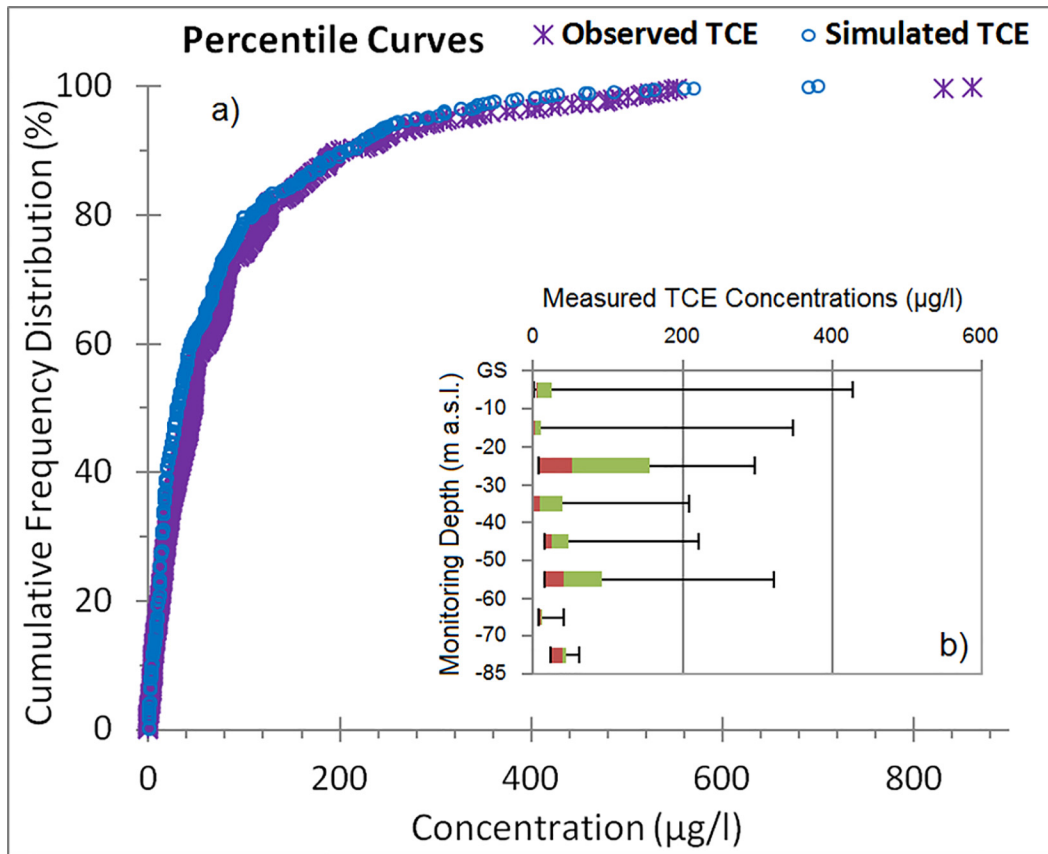 Percentile Curves
Observed TCE
Simulated TCE
a)
Cumulative Frequency Distribution (%)
100
80
60
40
20
0
0 200 400 600 800
Concentration (µg/l)
Measured TCE Concentrations (µg/l)
0 200 400 600
Monitoring Depth (m a.s.l.)
GS
-10
-20
-30
-40
-50
-60
-70
-85
b)